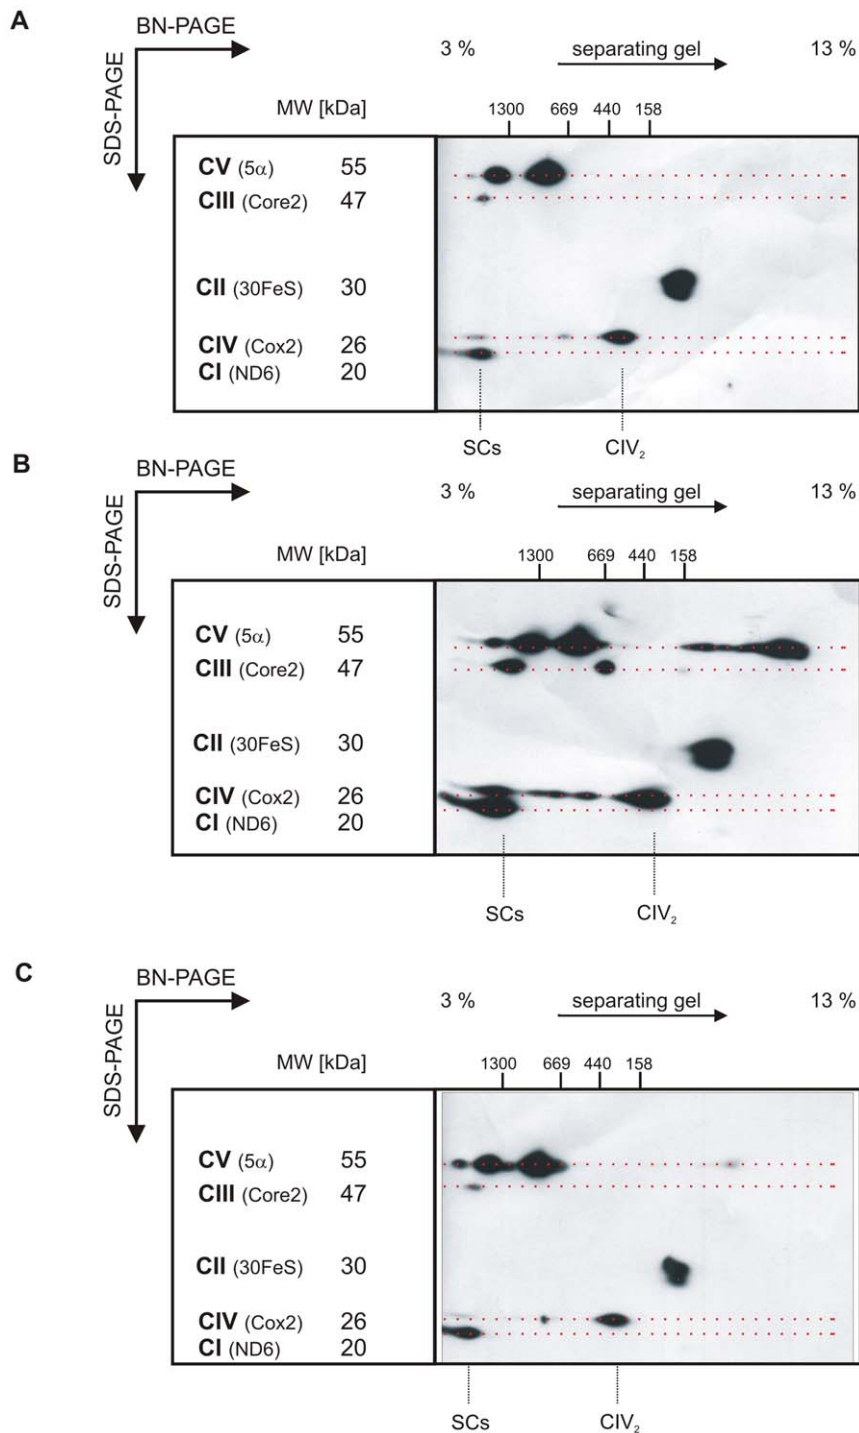 A
BN-PAGE
SDS-PAGE
3 % separating gel 13 %
MW [kDa] 1300 669 440 158
CV (5α) 55
CIII (Core2) 47
CII (30FeS) 30
CIV (Cox2) 26
CI (ND6) 20
SCs CIV₂
B
BN-PAGE
SDS-PAGE
3 % separating gel 13 %
MW [kDa] 1300 669 440 158
CV (5α) 55
CIII (Core2) 47
CII (30FeS) 30
CIV (Cox2) 26
CI (ND6) 20
SCs CIV₂
C
BN-PAGE
SDS-PAGE
3 % separating gel 13 %
MW [kDa] 1300 669 440 158
CV (5α) 55
CIII (Core2) 47
CII (30FeS) 30
CIV (Cox2) 26
CI (ND6) 20
SCs CIV₂